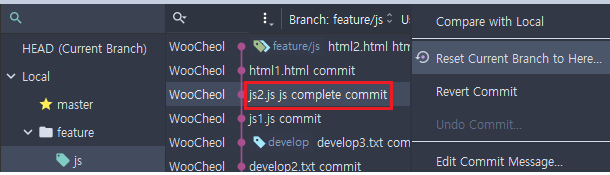 Branch: feature/js U
HEAD (Current Branch)
Local
master
feature
js
WooCheol feature/js html2.html
WooCheol html1.html commit
WooCheol js2.js js complete commit
WooCheol js1.js commit
WooCheol develop develop3.txt
WooCheol develop2.txt commit
Compare with Local
Reset Current Branch to Here...
Revert Commit
Undo Commit...
Edit Commit Message...